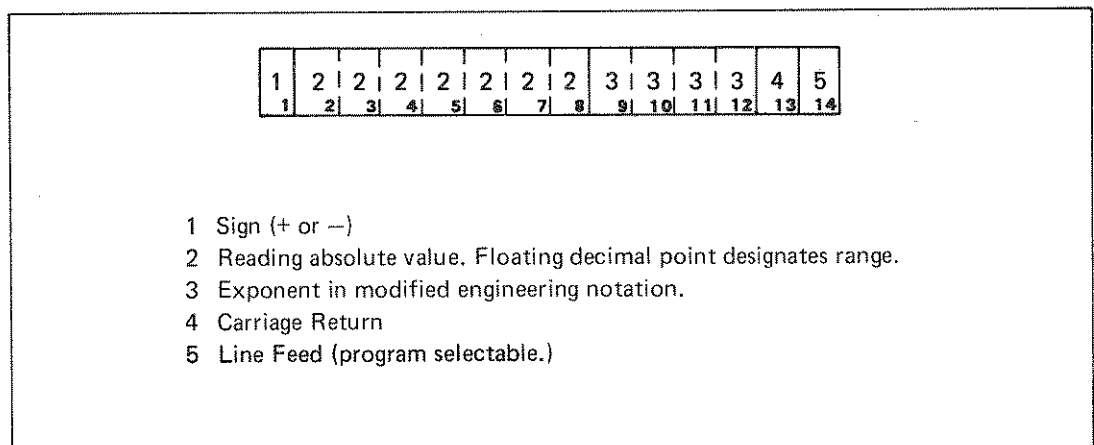 1 2 2 2 2 2 2 2 3 3 3 3 4 5
1 2 3 4 5 6 7 8 9 10 11 12 13 14
1 Sign (+ or —)
2 Reading absolute value. Floating decimal point designates range.
3 Exponent in modified engineering notation.
4 Carriage Return
5 Line Feed (program selectable.)